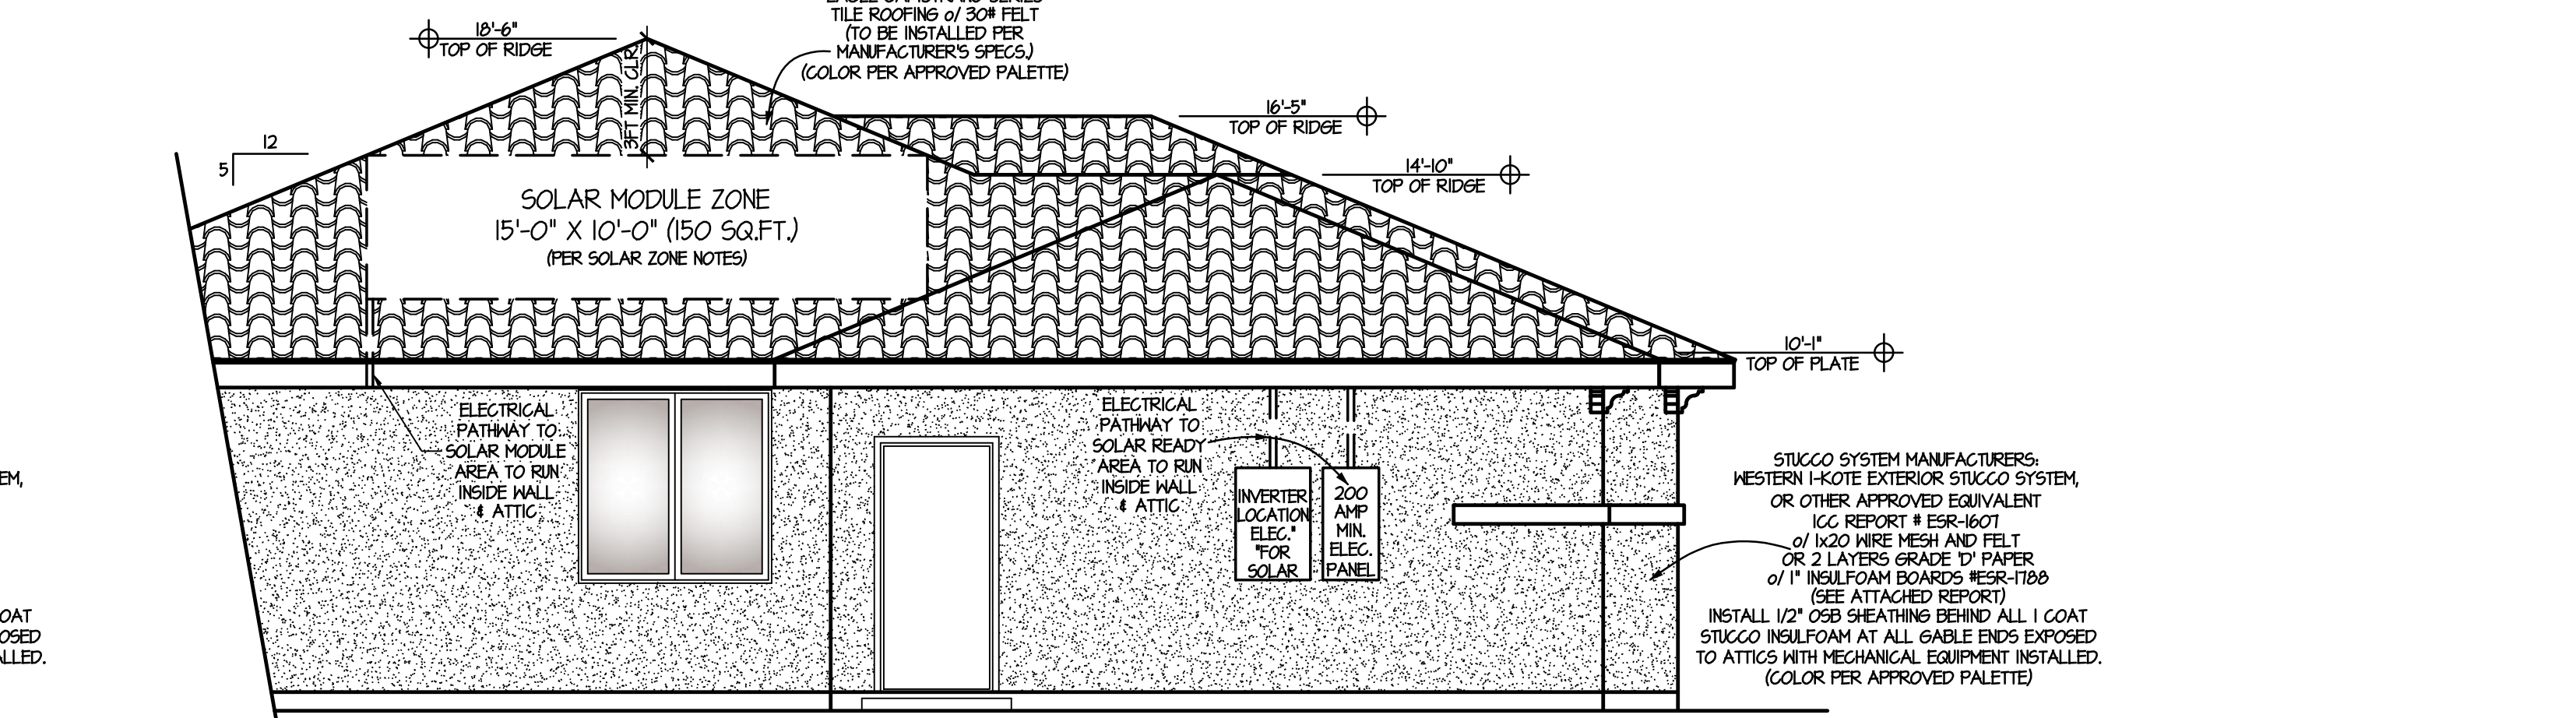 TILE ROOFING o/ 30# FELT
(TO BE INSTALLED PER
MANUFACTURER'S SPECS.)
(COLOR PER APPROVED PALETTE)
18'-6"
TOP OF RIDGE
3FT MIN. CLR
16'-5"
TOP OF RIDGE
14'-10"
TOP OF RIDGE
12
5
SOLAR MODULE ZONE
15'-0" X 10'-0" (150 SQ.FT.)
(PER SOLAR ZONE NOTES)
10'-1"
TOP OF PLATE
ELECTRICAL
PATHWAY TO
SOLAR MODULE
AREA TO RUN
INSIDE WALL
& ATTIC
ELECTRICAL
PATHWAY TO
SOLAR READY
AREA TO RUN
INSIDE WALL
& ATTIC
INVERTER
LOCATION
ELEC."
"FOR
SOLAR
200
AMP
MIN.
ELEC.
PANEL
STUCCO SYSTEM MANUFACTURERS:
WESTERN 1-KOTE EXTERIOR STUCCO SYSTEM,
OR OTHER APPROVED EQUIVALENT
ICC REPORT # ESR-1607
o/ 1x20 WIRE MESH AND FELT
OR 2 LAYERS GRADE 'D' PAPER
o/ 1" INSULFOAM BOARDS #ESR-1788
(SEE ATTACHED REPORT)
INSTALL 1/2" OSB SHEATHING BEHIND ALL 1 COAT
STUCCO INSULFOAM AT ALL GABLE ENDS EXPOSED
TO ATTICS WITH MECHANICAL EQUIPMENT INSTALLED.
(COLOR PER APPROVED PALETTE)